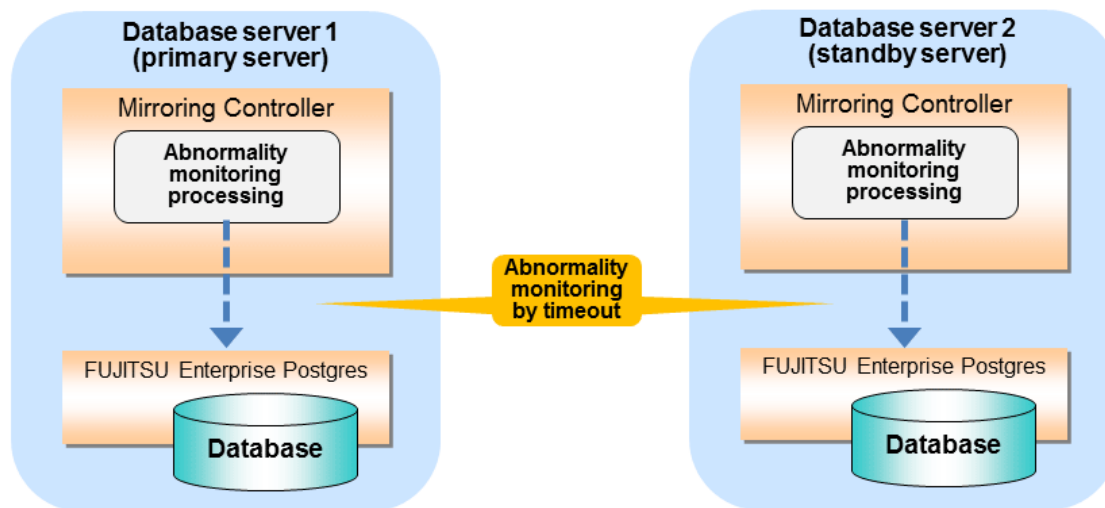 Database server 1
(primary server)
Mirroring Controller
Abnormality
monitoring
processing
FUJITSU Enterprise Postgres
Database
Abnormality
monitoring
by timeout
Database server 2
(standby server)
Mirroring Controller
Abnormality
monitoring
processing
FUJITSU Enterprise Postgres
Database